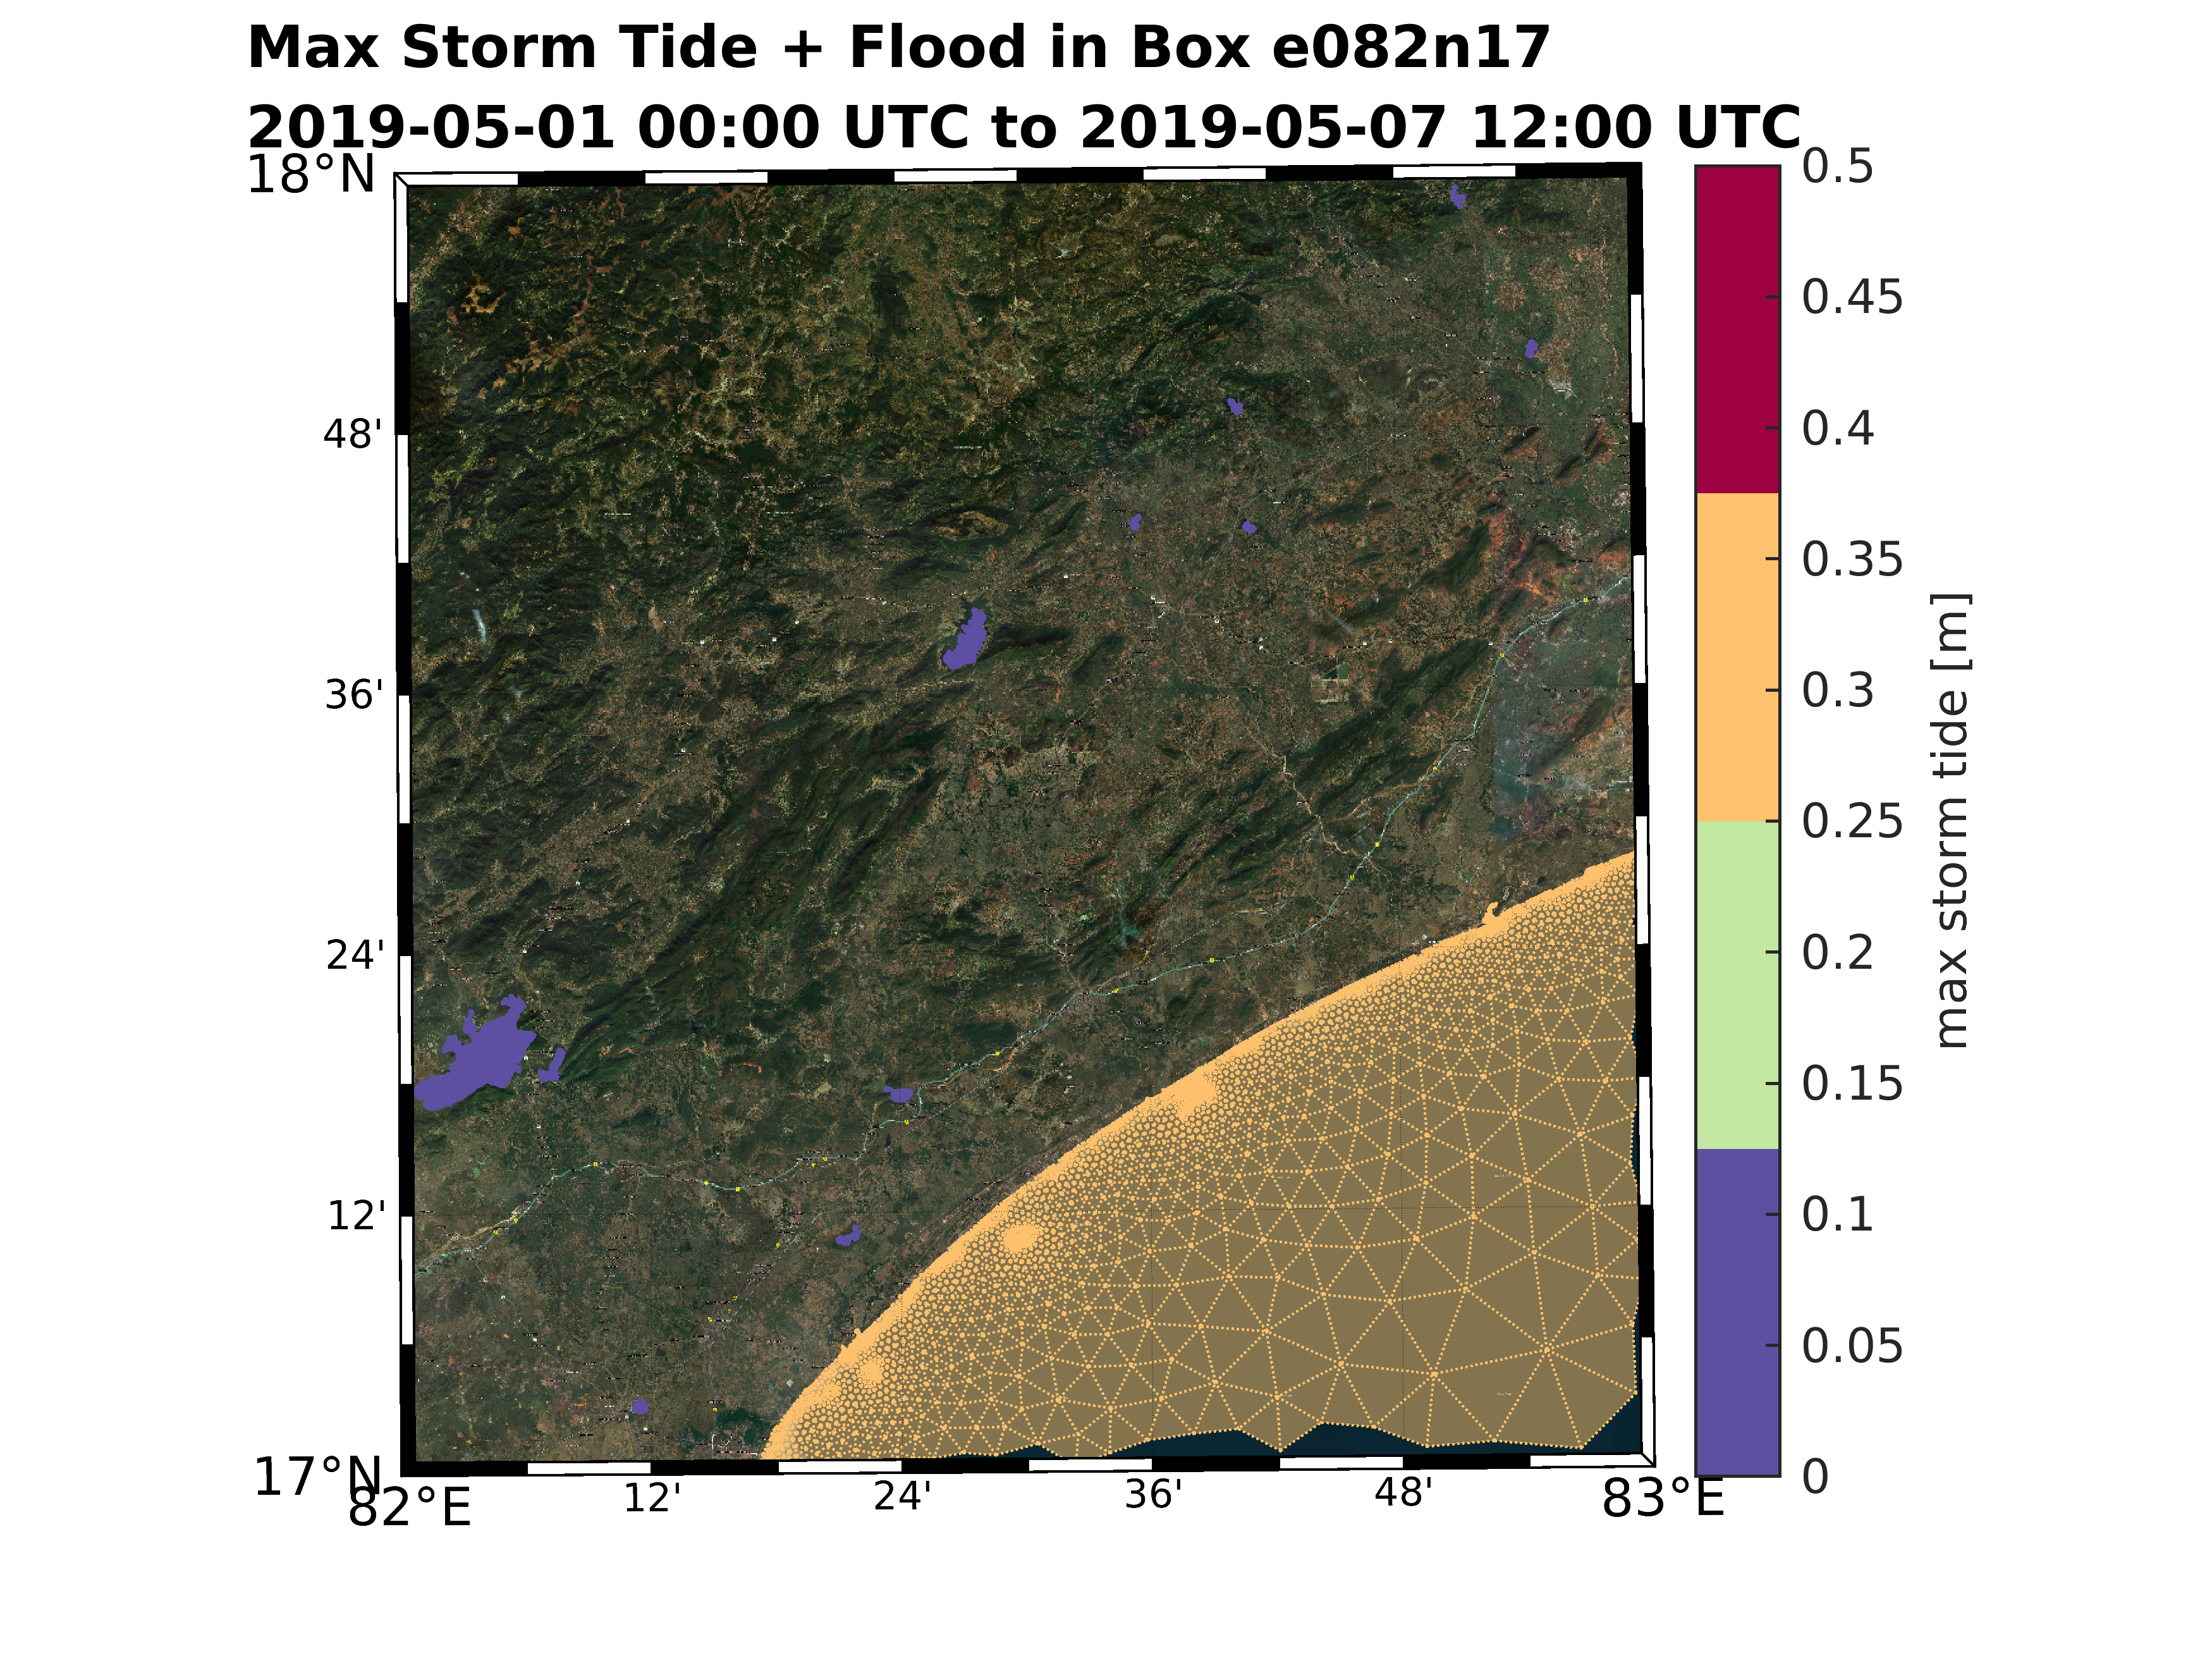 Max Storm Tide + Flood in Box e082n17
2019-05-01 00:00 UTC to 2019-05-07 12:00 UTC
18°N
48'
36'
24'
12'
17°N
82°E
12'
24'
36'
48'
83°E
0.5
0.45
0.4
0.35
0.3
0.25
0.2
0.15
0.1
0.05
0
max storm tide [m]